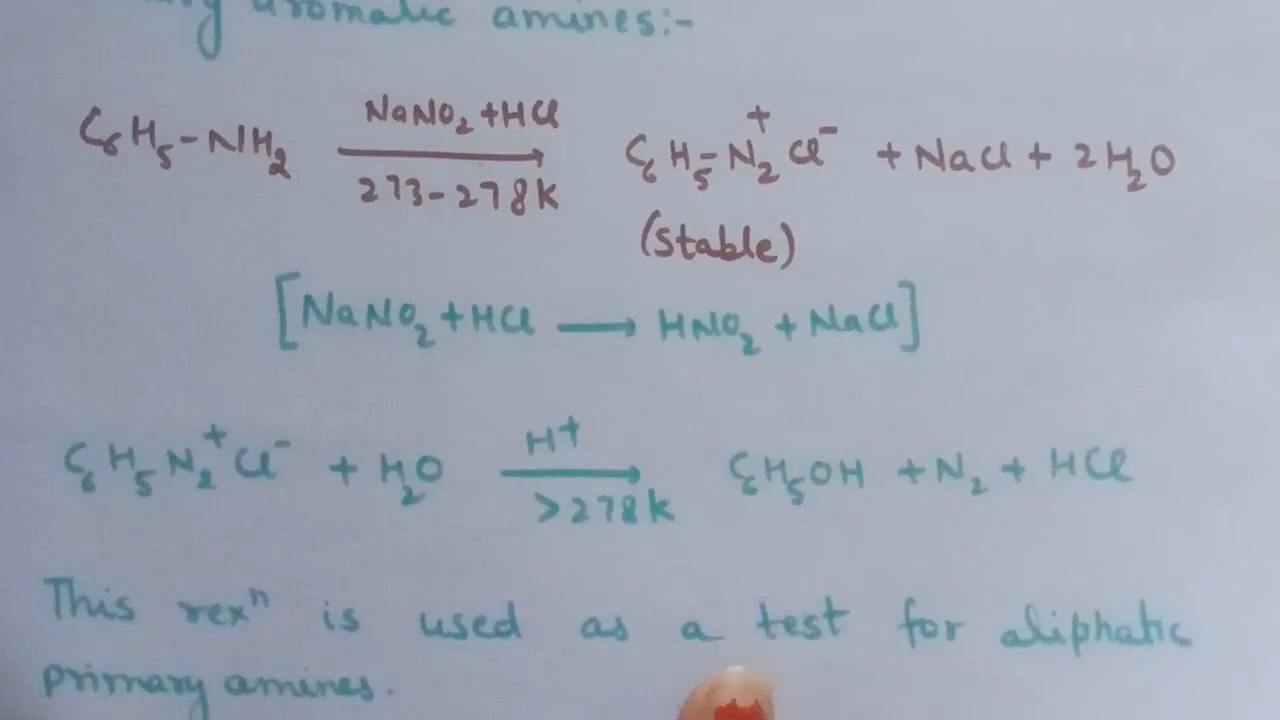 aromatic amines:-
C₆H₅-NH₂ NaNO₂+HCl 273-278K C₆H₅-N₂⁺Cl⁻ + NaCl + 2H₂O
(stable)
[NaNO₂+HCl ⟶ HNO₂ + NaCl]
C₆H₅N₂⁺Cl⁻ + H₂O H⁺ >278K C₆H₅OH + N₂ + HCl
This rexⁿ is used as a test for aliphatic
primary amines.